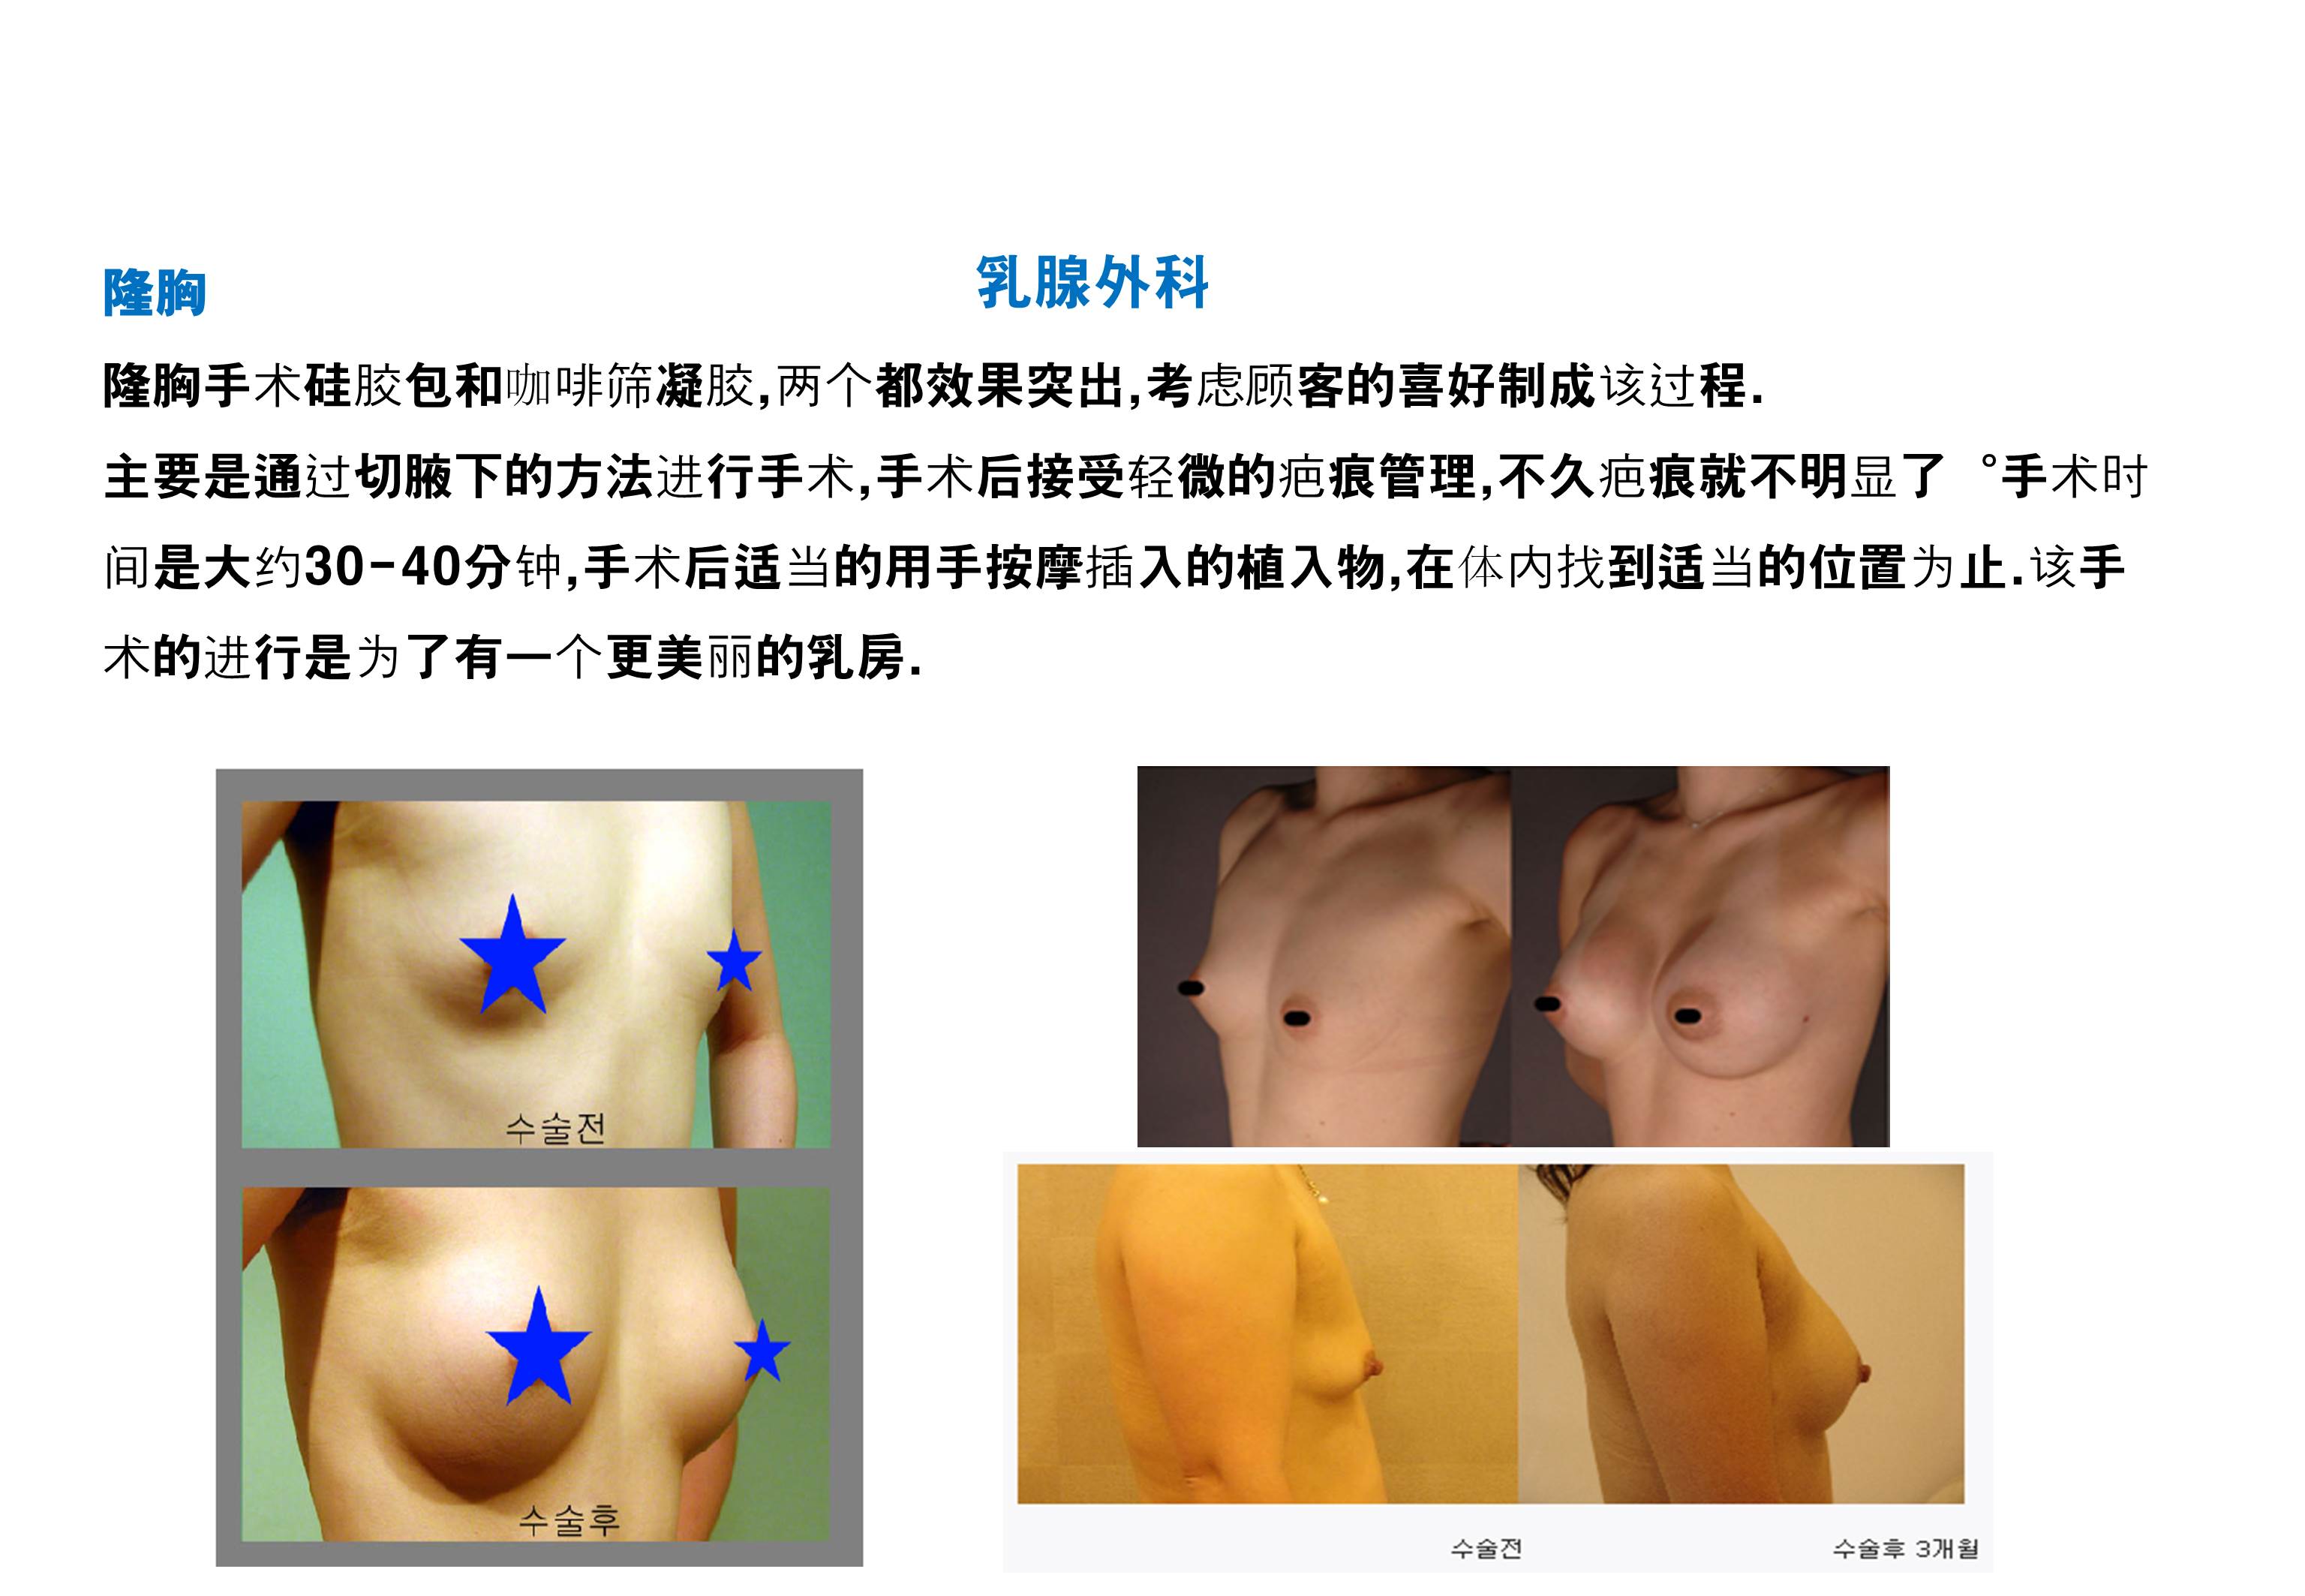 乳腺外科
隆胸
隆胸手术硅胶包和咖啡筛凝胶,两个都效果突出,考虑顾客的喜好制成该过程.
主要是通过切腋下的方法进行手术,手术后接受轻微的疤痕管理,不久疤痕就不明显了 °手术时
间是大约30-40分钟,手术后适当的用手按摩插入的植入物,在体内找到适当的位置为止.该手
术的进行是为了有一个更美丽的乳房.
수술전
수술후
수술전
수술후 3개월